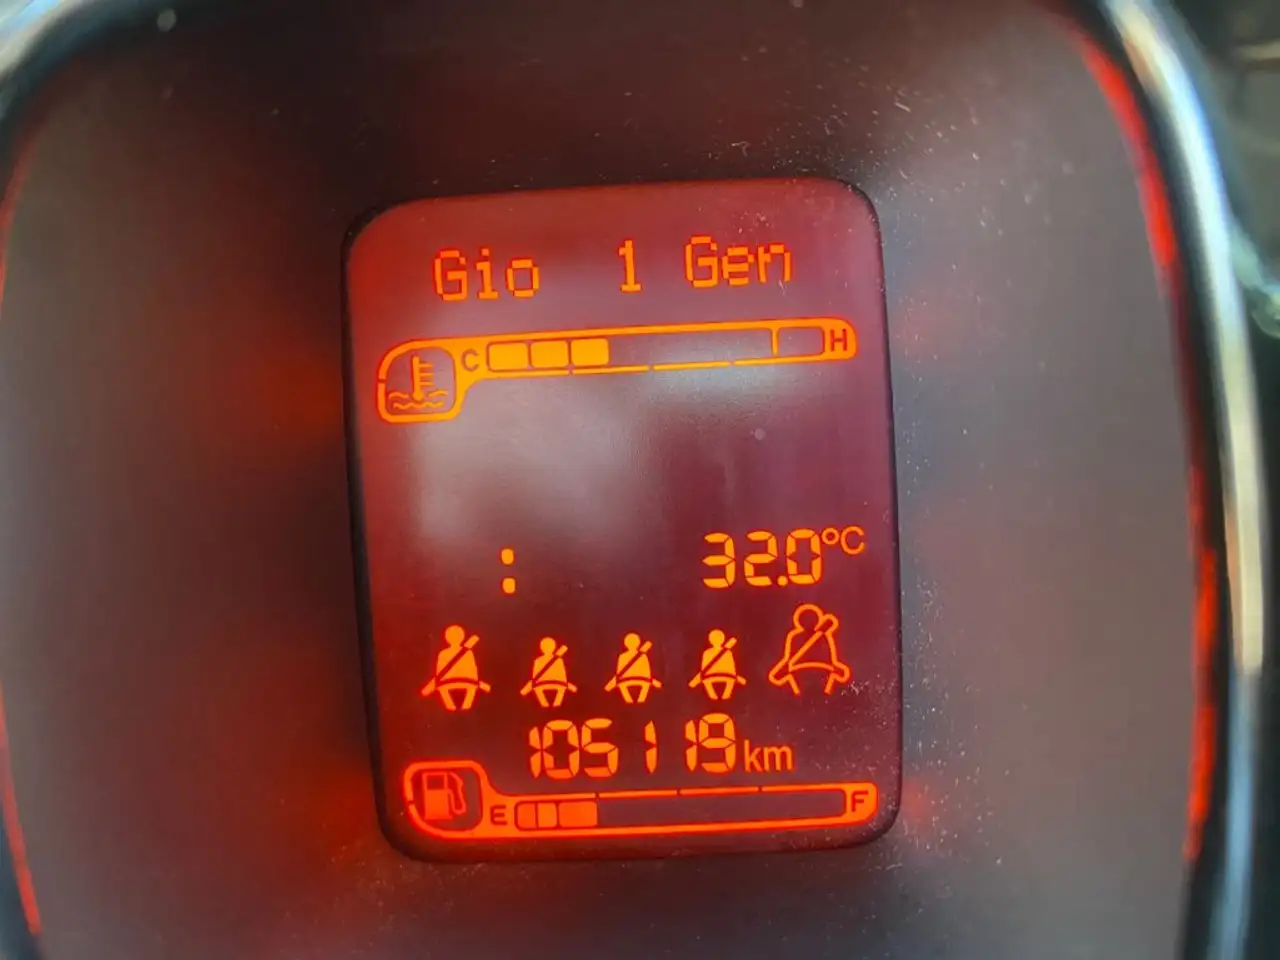 Gio 1 Gen
C H
: 32.0°C
105119km
E F